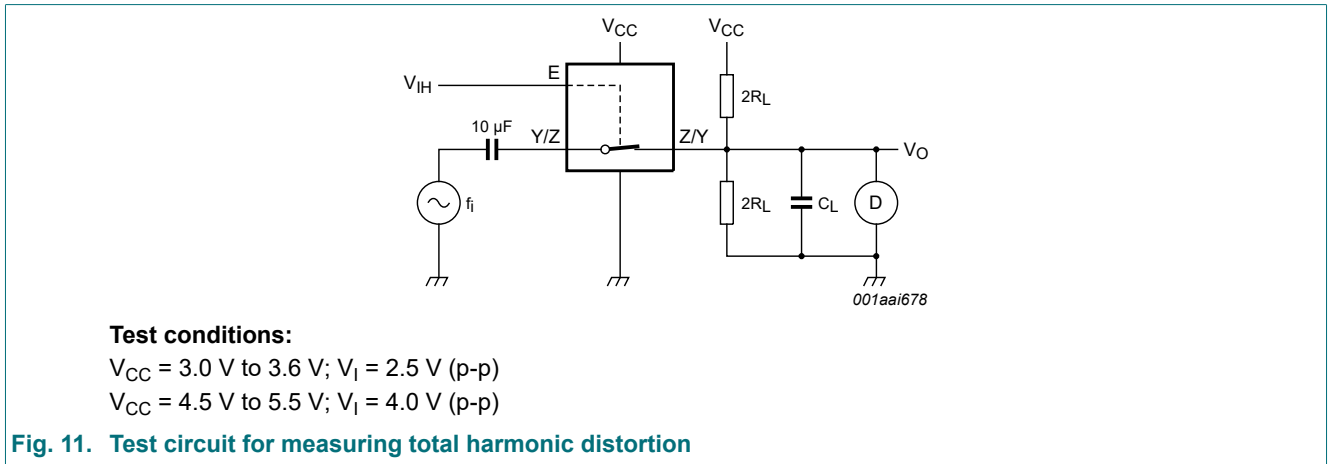 VCC VCC
E
VIH
2RL
10 µF
Y/Z Z/Y
VO
fi
2RL CL D
001aai678
Test conditions:
VCC = 3.0 V to 3.6 V; VI = 2.5 V (p-p)
VCC = 4.5 V to 5.5 V; VI = 4.0 V (p-p)
Fig. 11. Test circuit for measuring total harmonic distortion